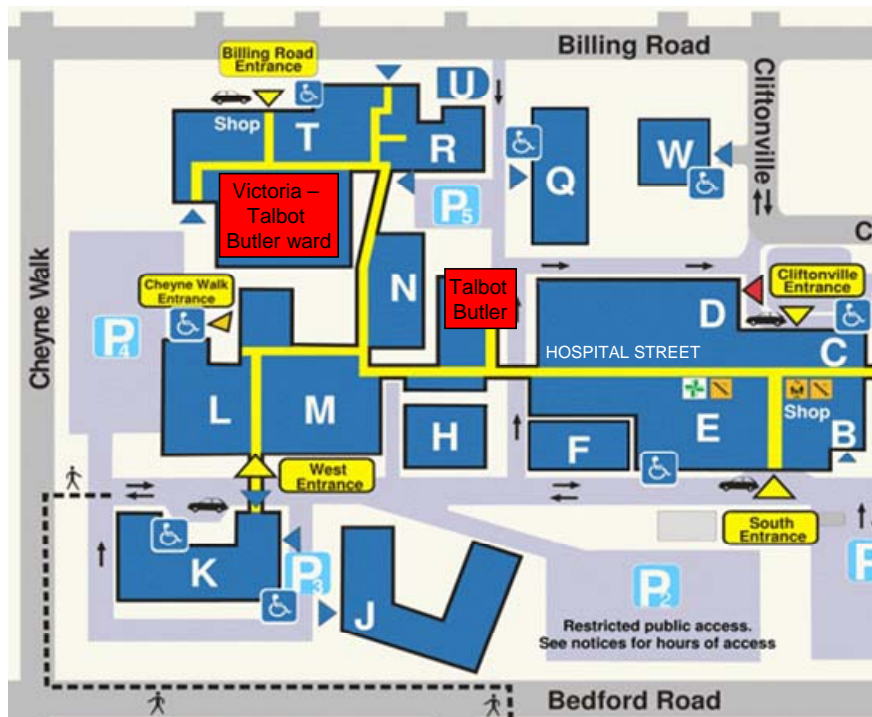 Billing Road
Billing Road
Entrance
U
Cliftonville
Shop
T
R
Q
W
Victoria –
Talbot
Butler ward
P5
C
Cheyne Walk
Cheyne Walk
Entrance
P4
N
Talbot
Butler
Cliftonville
Entrance
D
HOSPITAL STREET
C
L
M
H
F
E
Shop
B
West
Entrance
South
Entrance
K
P3
J
P2
P
Restricted public access.
See notices for hours of access
Bedford Road